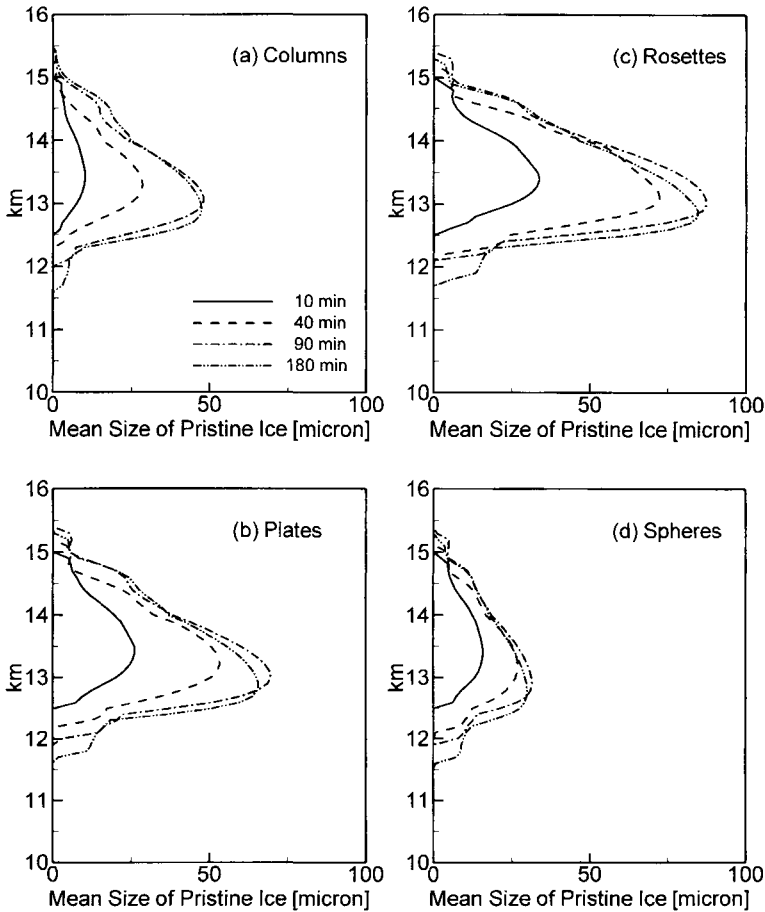 (a) Columns
16
15
14
13
12
11
10
km
10 min
40 min
90 min
180 min
0
50
100
Mean Size of Pristine Ice [micron]
(c) Rosettes
16
15
14
13
12
11
10
km
0
50
100
Mean Size of Pristine Ice [micron]
(b) Plates
16
15
14
13
12
11
10
km
0
50
100
Mean Size of Pristine Ice [micron]
(d) Spheres
16
15
14
13
12
11
10
km
0
50
100
Mean Size of Pristine Ice [micron]